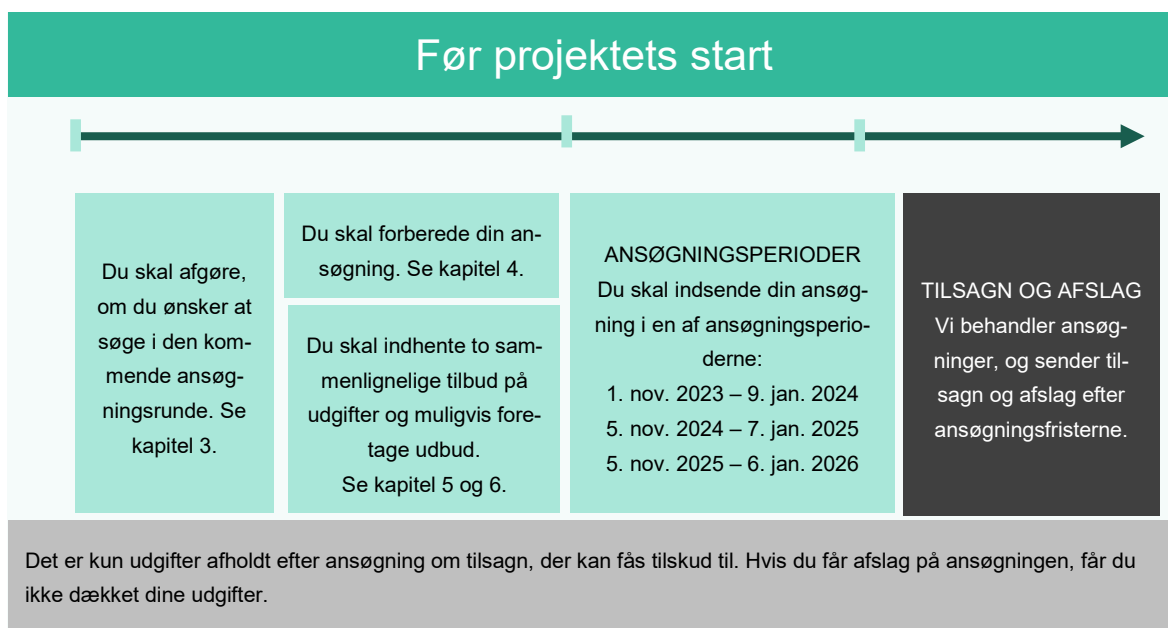 Før projektets start
Du skal afgøre,
om du ønsker at
søge i den kom-
mende ansøg-
ningsrunde. Se
kapitel 3.
Du skal forberede din an-
søgning. Se kapitel 4.
Du skal indhente to sam-
menlignelige tilbud på
udgifter og muligvis fore-
tage udbud.
Se kapitel 5 og 6.
ANSØGNINGSPERIODER
Du skal indsende din ansøg-
ning i en af ansøgningsperio-
derne:
1. nov. 2023 – 9. jan. 2024
5. nov. 2024 – 7. jan. 2025
5. nov. 2025 – 6. jan. 2026
TILSAGN OG AFSLAG
Vi behandler ansøg-
ninger, og sender til-
sagn og afslag efter
ansøgningsfristerne.
Det er kun udgifter afholdt efter ansøgning om tilsagn, der kan fås tilskud til. Hvis du får afslag på ansøgningen, får du
ikke dækket dine udgifter.